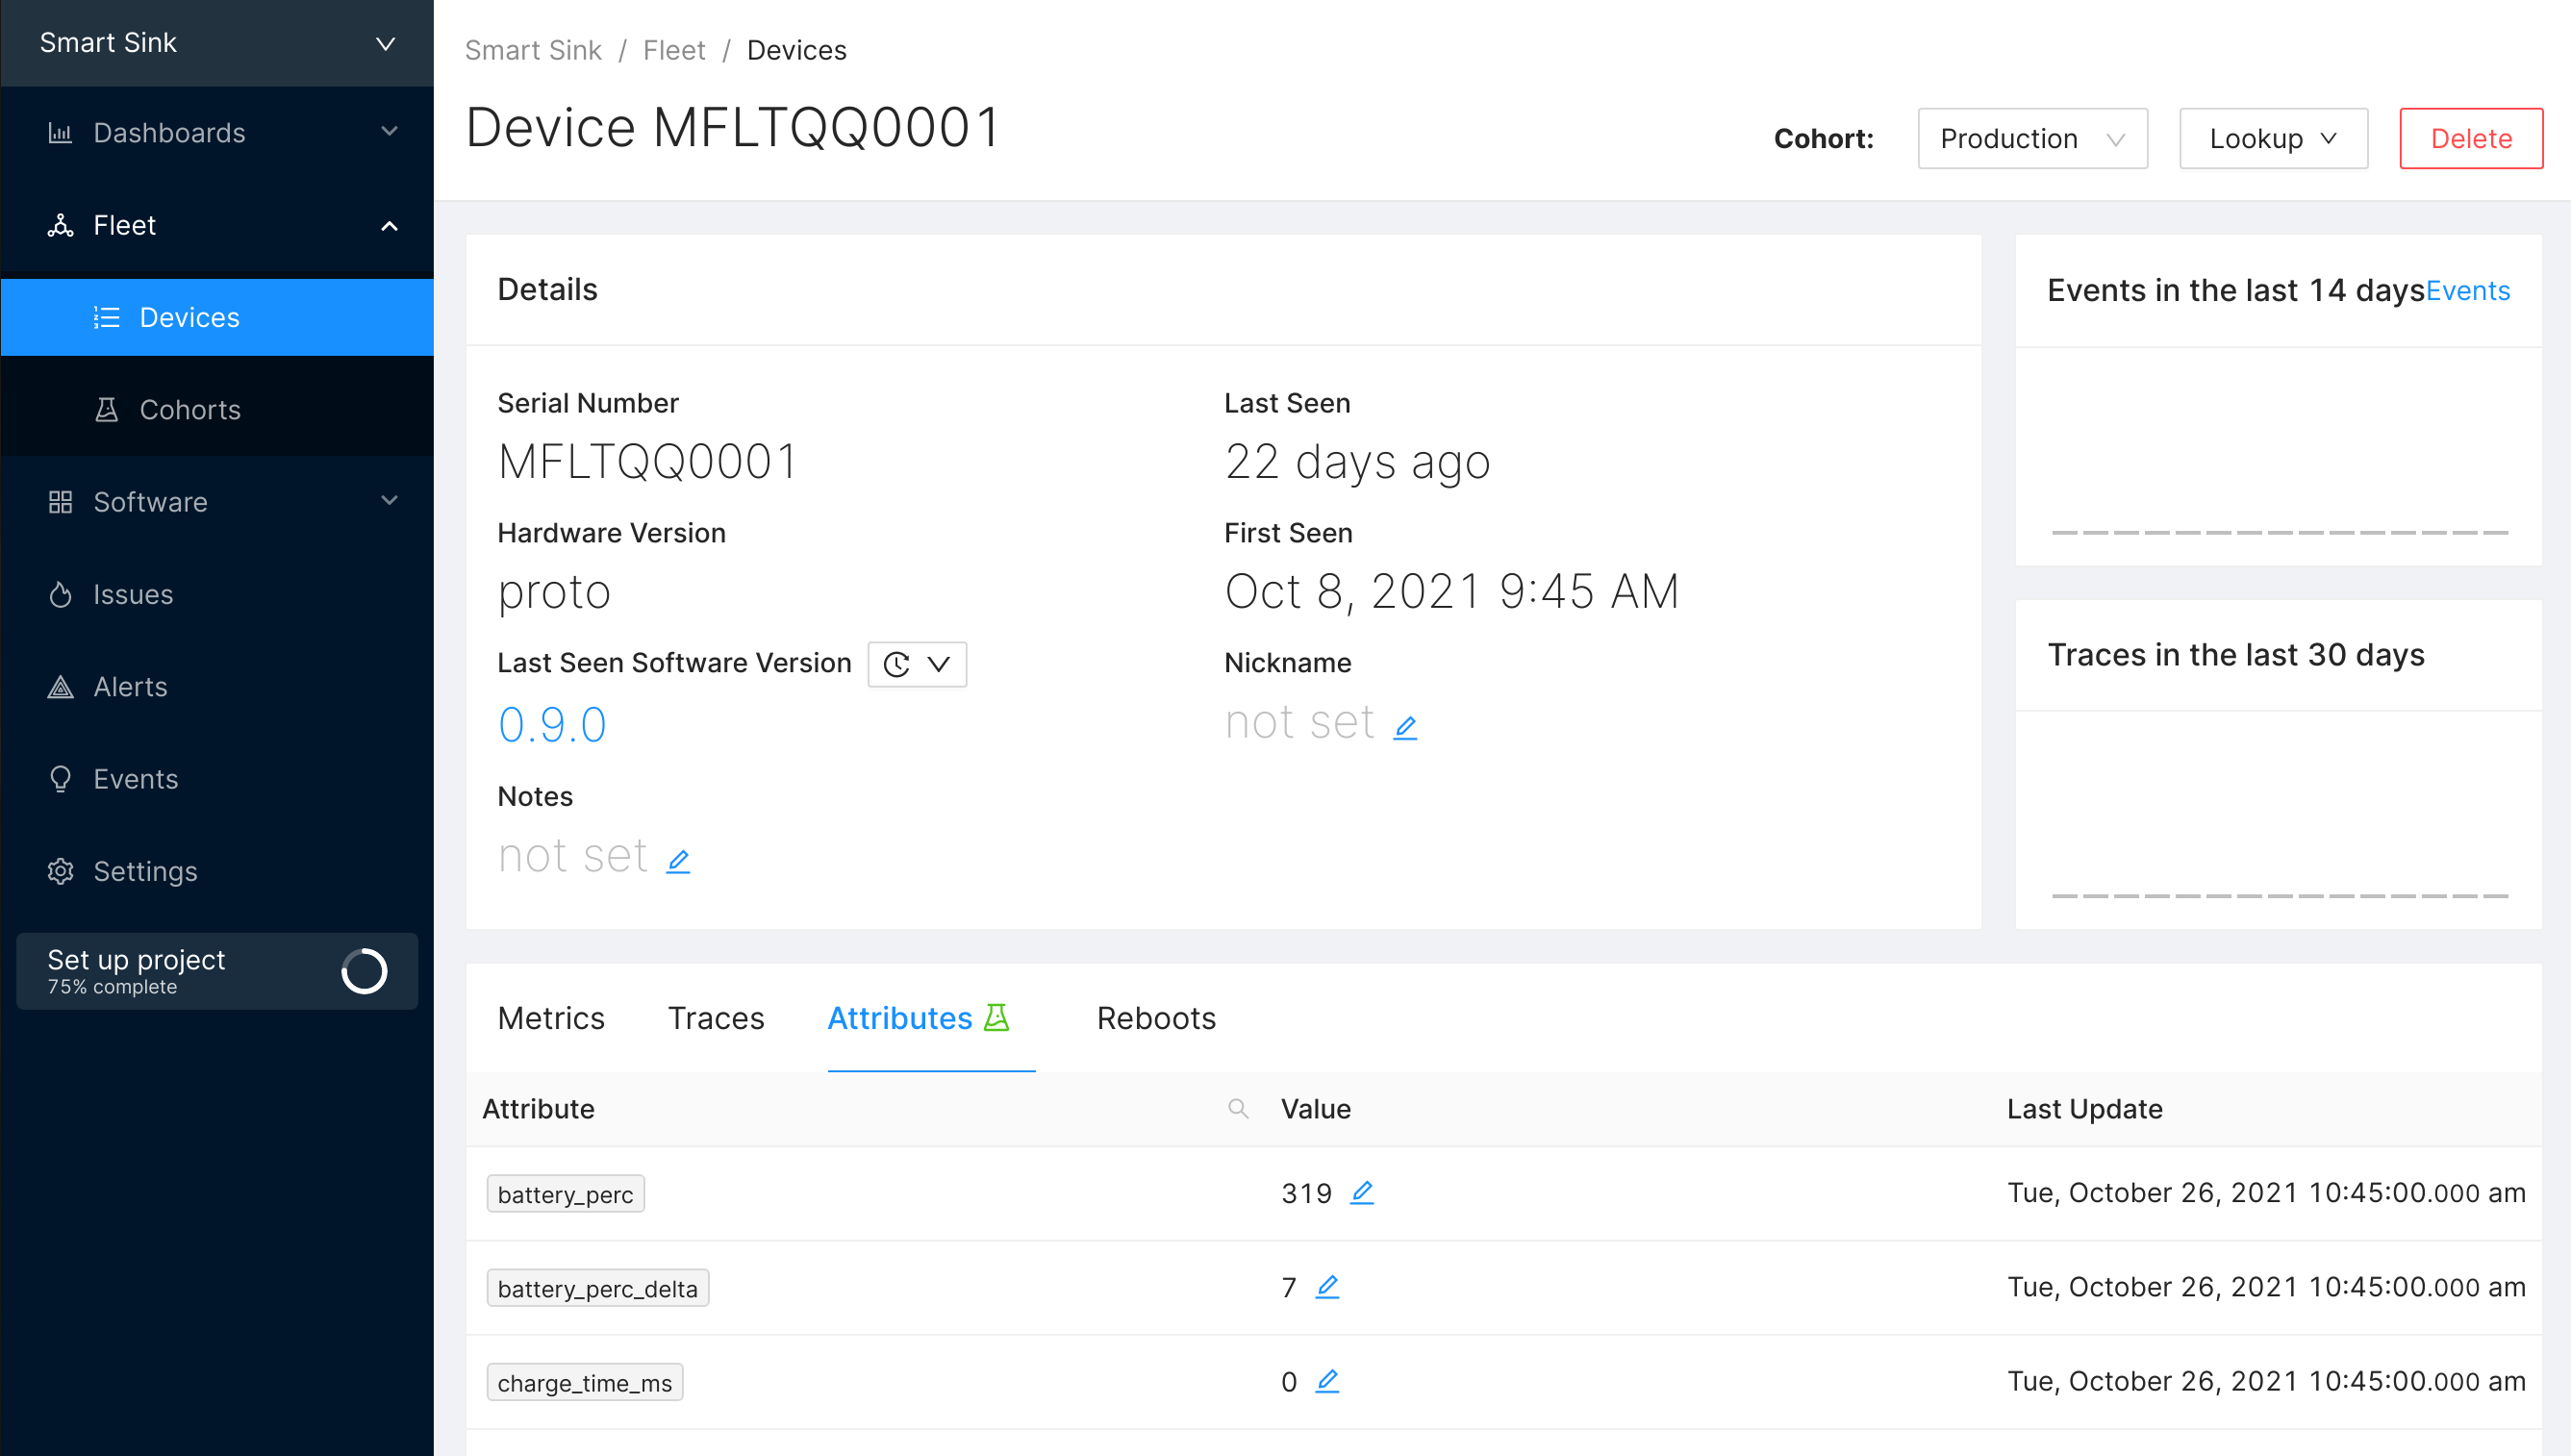 Smart Sink
Dashboards
Fleet
Devices
Cohorts
Software
Issues
Alerts
Events
Settings
Set up project
75% complete
Smart Sink / Fleet / Devices
Device MFLTQQ0001
Cohort: Production Lookup Delete
Details
Serial Number
MFLTQQ0001
Last Seen
22 days ago
Hardware Version
proto
First Seen
Oct 8, 2021 9:45 AM
Last Seen Software Version
0.9.0
Nickname
not set
Notes
not set
Events in the last 14 days Events
Traces in the last 30 days
Metrics Traces Attributes Reboots
Attribute Value Last Update
battery_perc 319 Tue, October 26, 2021 10:45:00.000 am
battery_perc_delta 7 Tue, October 26, 2021 10:45:00.000 am
charge_time_ms 0 Tue, October 26, 2021 10:45:00.000 am